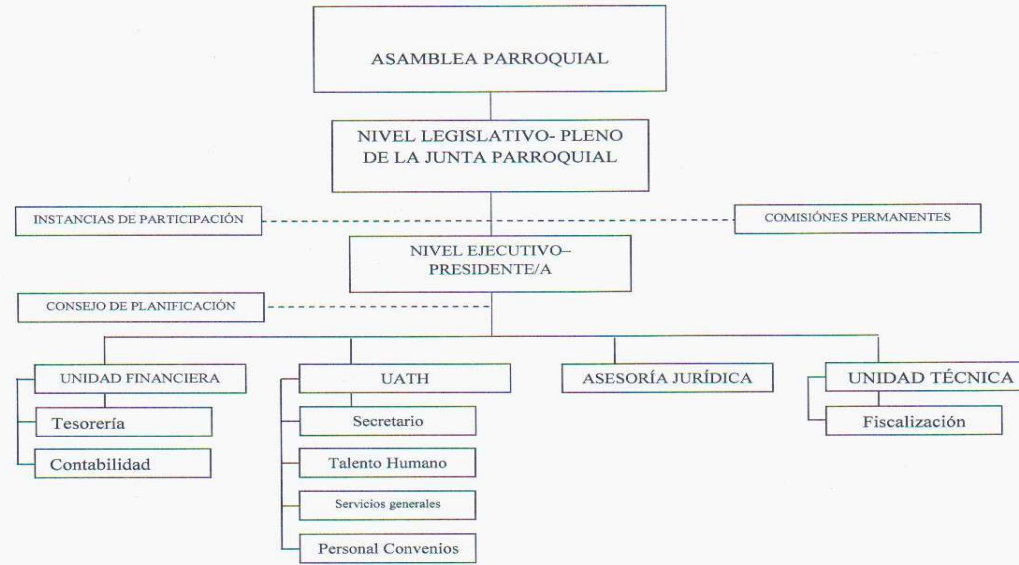 ASAMBLEA PARROQUIAL
NIVEL LEGISLATIVO- PLENO
DE LA JUNTA PARROQUIAL
INSTANCIAS DE PARTICIPACIÓN
COMISIÓNES PERMANENTES
NIVEL EJECUTIVO–
PRESIDENTE/A
CONSEJO DE PLANIFICACIÓN
UNIDAD FINANCIERA
UATH
ASESORÍA JURÍDICA
UNIDAD TÉCNICA
Tesorería
Secretario
Fiscalización
Contabilidad
Talento Humano
Servicios generales
Personal Convenios